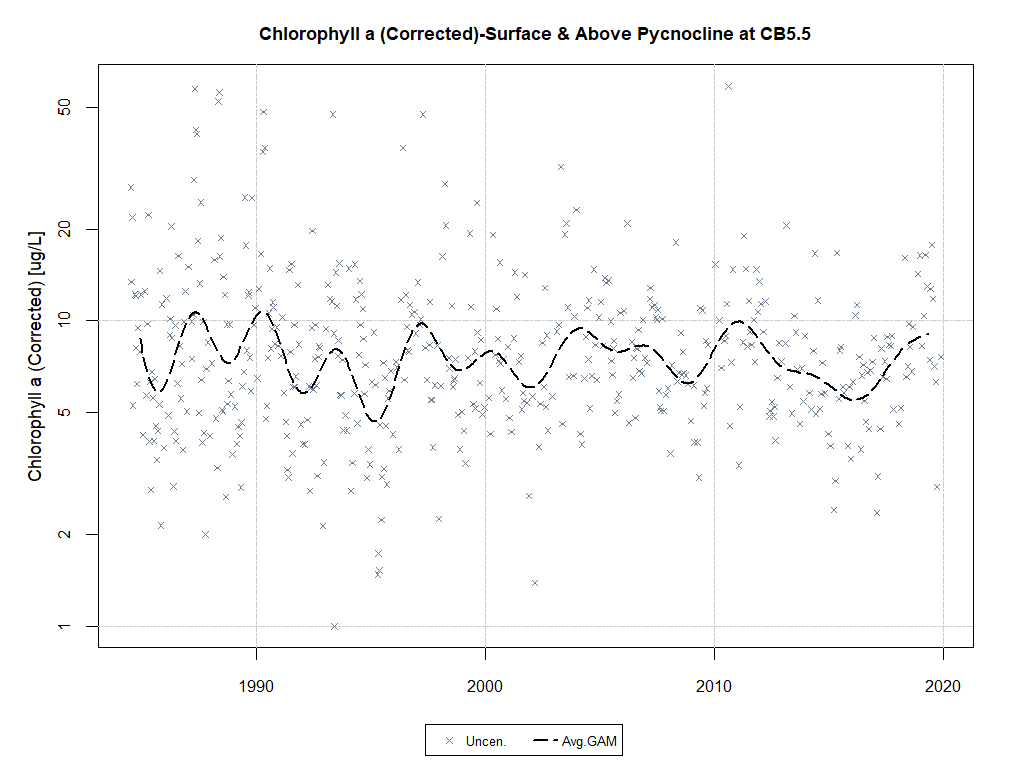 Chlorophyll a (Corrected)-Surface & Above Pycnocline at CB5.5
Chlorophyll a (Corrected) [ug/L]
50
20
10
5
2
1
1990 2000 2010 2020
Uncen. Avg.GAM